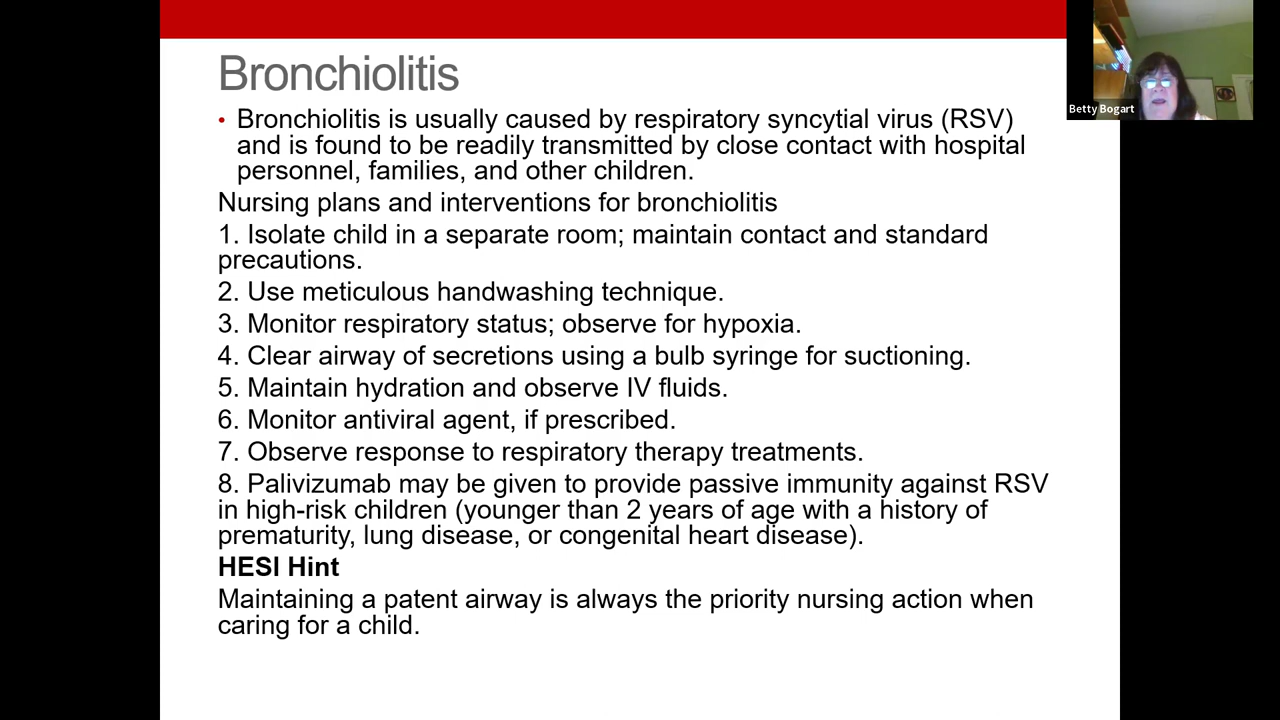 Bronchiolitis
• Bronchiolitis is usually caused by respiratory syncytial virus (RSV)
and is found to be readily transmitted by close contact with hospital
personnel, families, and other children.
Nursing plans and interventions for bronchiolitis
1. Isolate child in a separate room; maintain contact and standard
precautions.
2. Use meticulous handwashing technique.
3. Monitor respiratory status; observe for hypoxia.
4. Clear airway of secretions using a bulb syringe for suctioning.
5. Maintain hydration and observe IV fluids.
6. Monitor antiviral agent, if prescribed.
7. Observe response to respiratory therapy treatments.
8. Palivizumab may be given to provide passive immunity against RSV
in high-risk children (younger than 2 years of age with a history of
prematurity, lung disease, or congenital heart disease).
HESI Hint
Maintaining a patent airway is always the priority nursing action when
caring for a child.
Betty Bogart